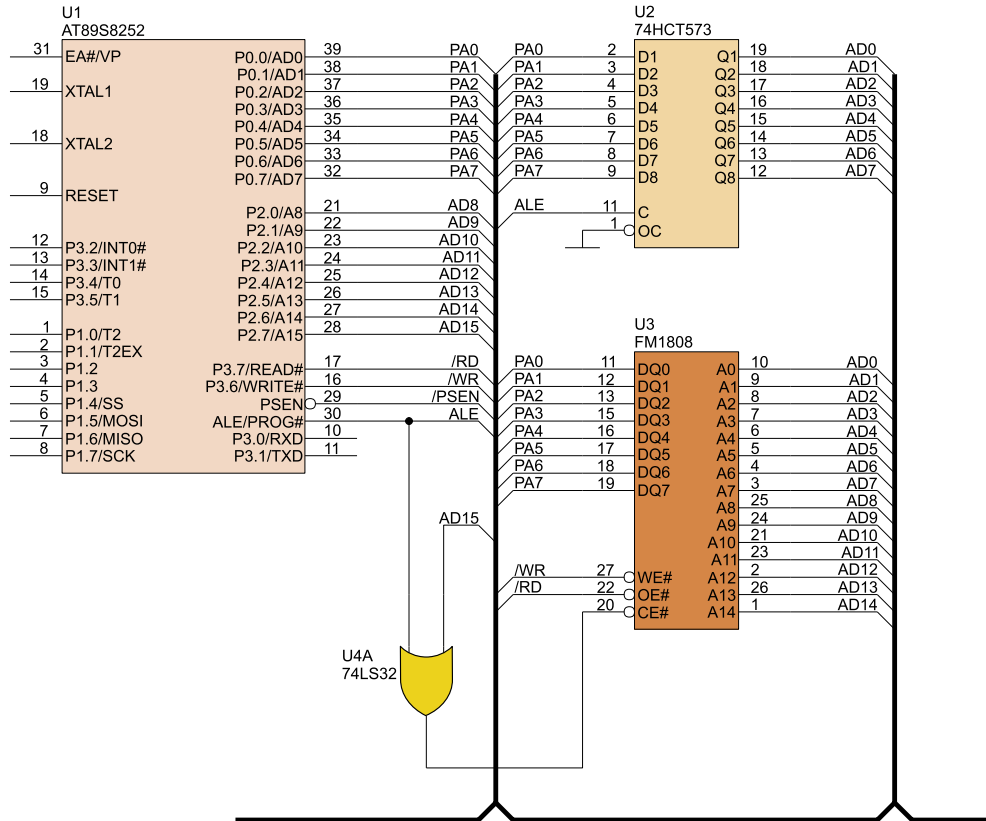 U1
AT89S8252
31 EA#/VP P0.0/AD0 39 PA0
P0.1/AD1 38 PA1
19 XTAL1 P0.2/AD2 37 PA2
P0.3/AD3 36 PA3
P0.4/AD4 35 PA4
18 XTAL2 P0.5/AD5 34 PA5
P0.6/AD6 33 PA6
P0.7/AD7 32 PA7
9 RESET
P2.0/A8 21 AD8
P2.1/A9 22 AD9
12 P3.2/INT0# P2.2/A10 23 AD10
13 P3.3/INT1# P2.3/A11 24 AD11
14 P3.4/T0 P2.4/A12 25 AD12
15 P3.5/T1 P2.5/A13 26 AD13
P2.6/A14 27 AD14
1 P1.0/T2 P2.7/A15 28 AD15
2 P1.1/T2EX
3 P1.2 P3.7/READ# 17 /RD
4 P1.3 P3.6/WRITE# 16 /WR
5 P1.4/SS PSEN 29 /PSEN
6 P1.5/MOSI ALE/PROG# 30 ALE
7 P1.6/MISO P3.0/RXD 10
8 P1.7/SCK P3.1/TXD 11
U2
74HCT573
PA0 2 D1 Q1 19 AD0
PA1 3 D2 Q2 18 AD1
PA2 4 D3 Q3 17 AD2
PA3 5 D4 Q4 16 AD3
PA4 6 D5 Q5 15 AD4
PA5 7 D6 Q6 14 AD5
PA6 8 D7 Q7 13 AD6
PA7 9 D8 Q8 12 AD7
ALE 11 C
1 OC
U3
FM1808
PA0 11 DQ0 A0 10 AD0
PA1 12 DQ1 A1 9 AD1
PA2 13 DQ2 A2 8 AD2
PA3 15 DQ3 A3 7 AD3
PA4 16 DQ4 A4 6 AD4
PA5 17 DQ5 A5 5 AD5
PA6 18 DQ6 A6 4 AD6
PA7 19 DQ7 A7 3 AD7
A8 25 AD8
A9 24 AD9
A10 21 AD10
A11 23 AD11
/WR 27 WE# A12 2 AD12
/RD 22 OE# A13 26 AD13
20 CE# A14 1 AD14
AD15
U4A
74LS32